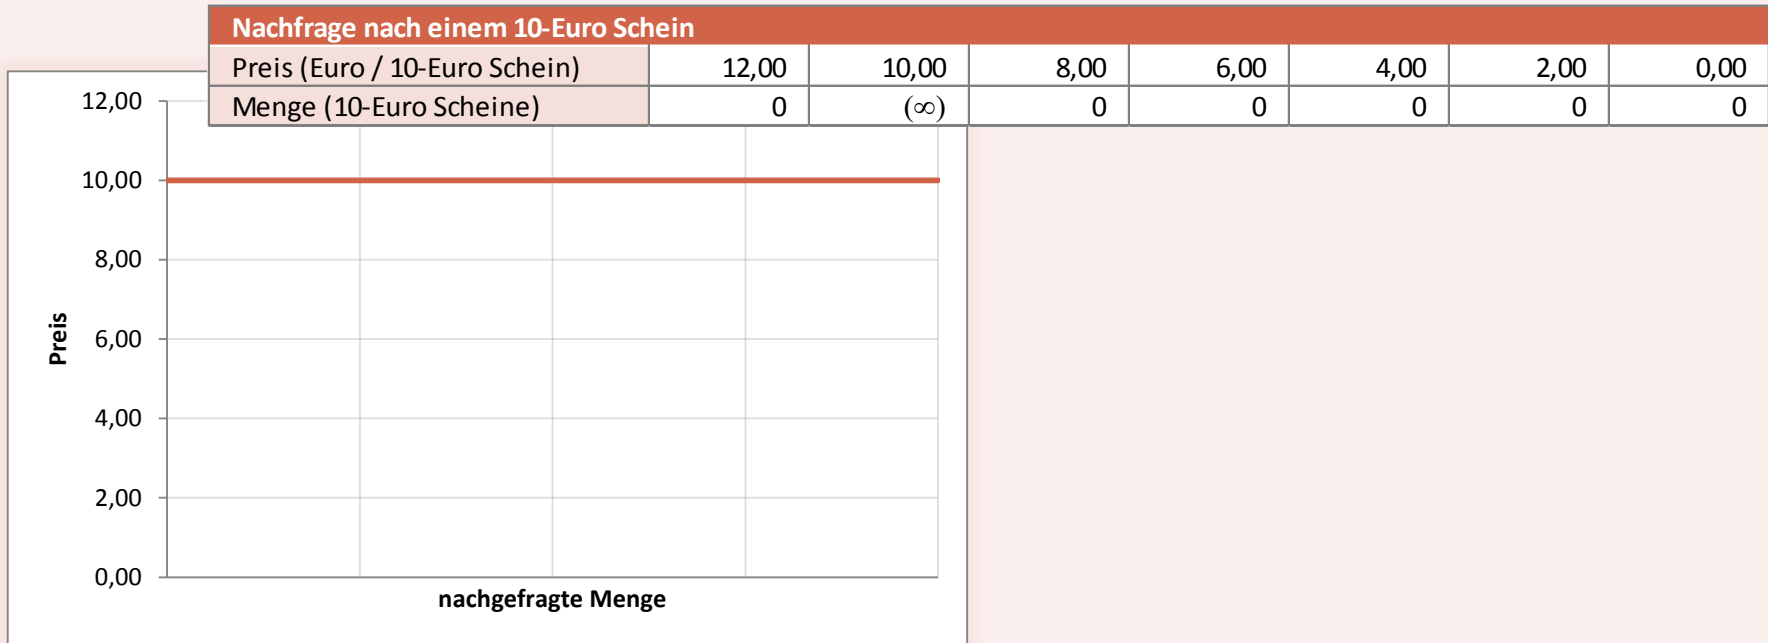 Nachfrage nach einem 10-Euro Schein
Preis (Euro / 10-Euro Schein) 12,00 10,00 8,00 6,00 4,00 2,00 0,00
Menge (10-Euro Scheine) 0 (∞) 0 0 0 0 0
12,00
10,00
8,00
6,00
4,00
2,00
0,00
Preis
nachgefragte Menge